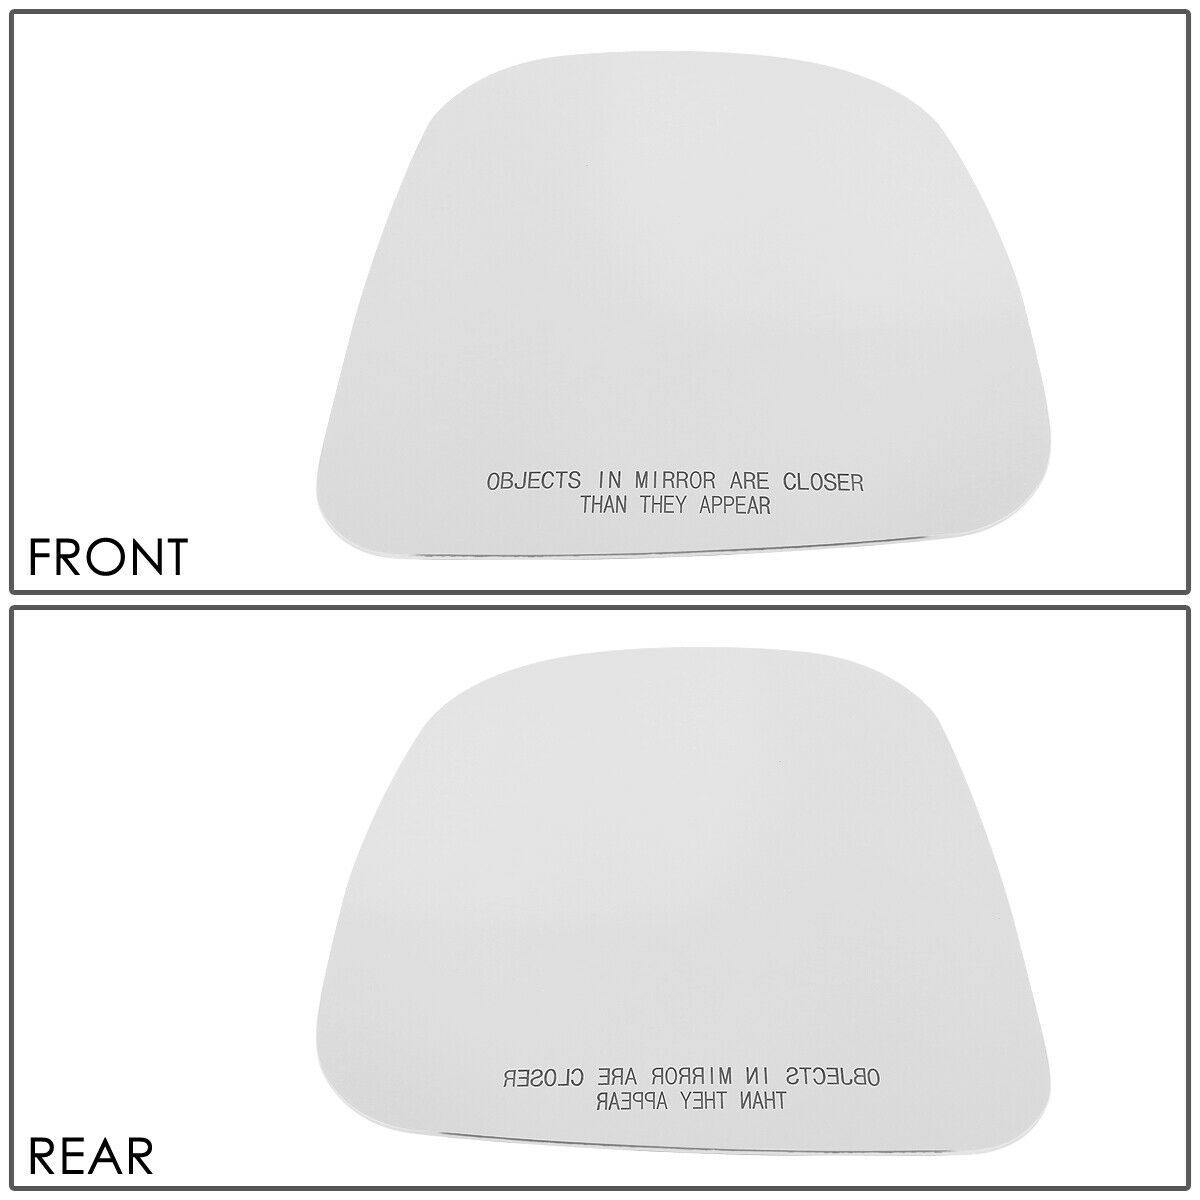 OBJECTS IN MIRROR ARE CLOSER
THAN THEY APPEAR
FRONT
OBJECTS IN MIRROR ARE CLOSER
THAN THEY APPEAR
REAR